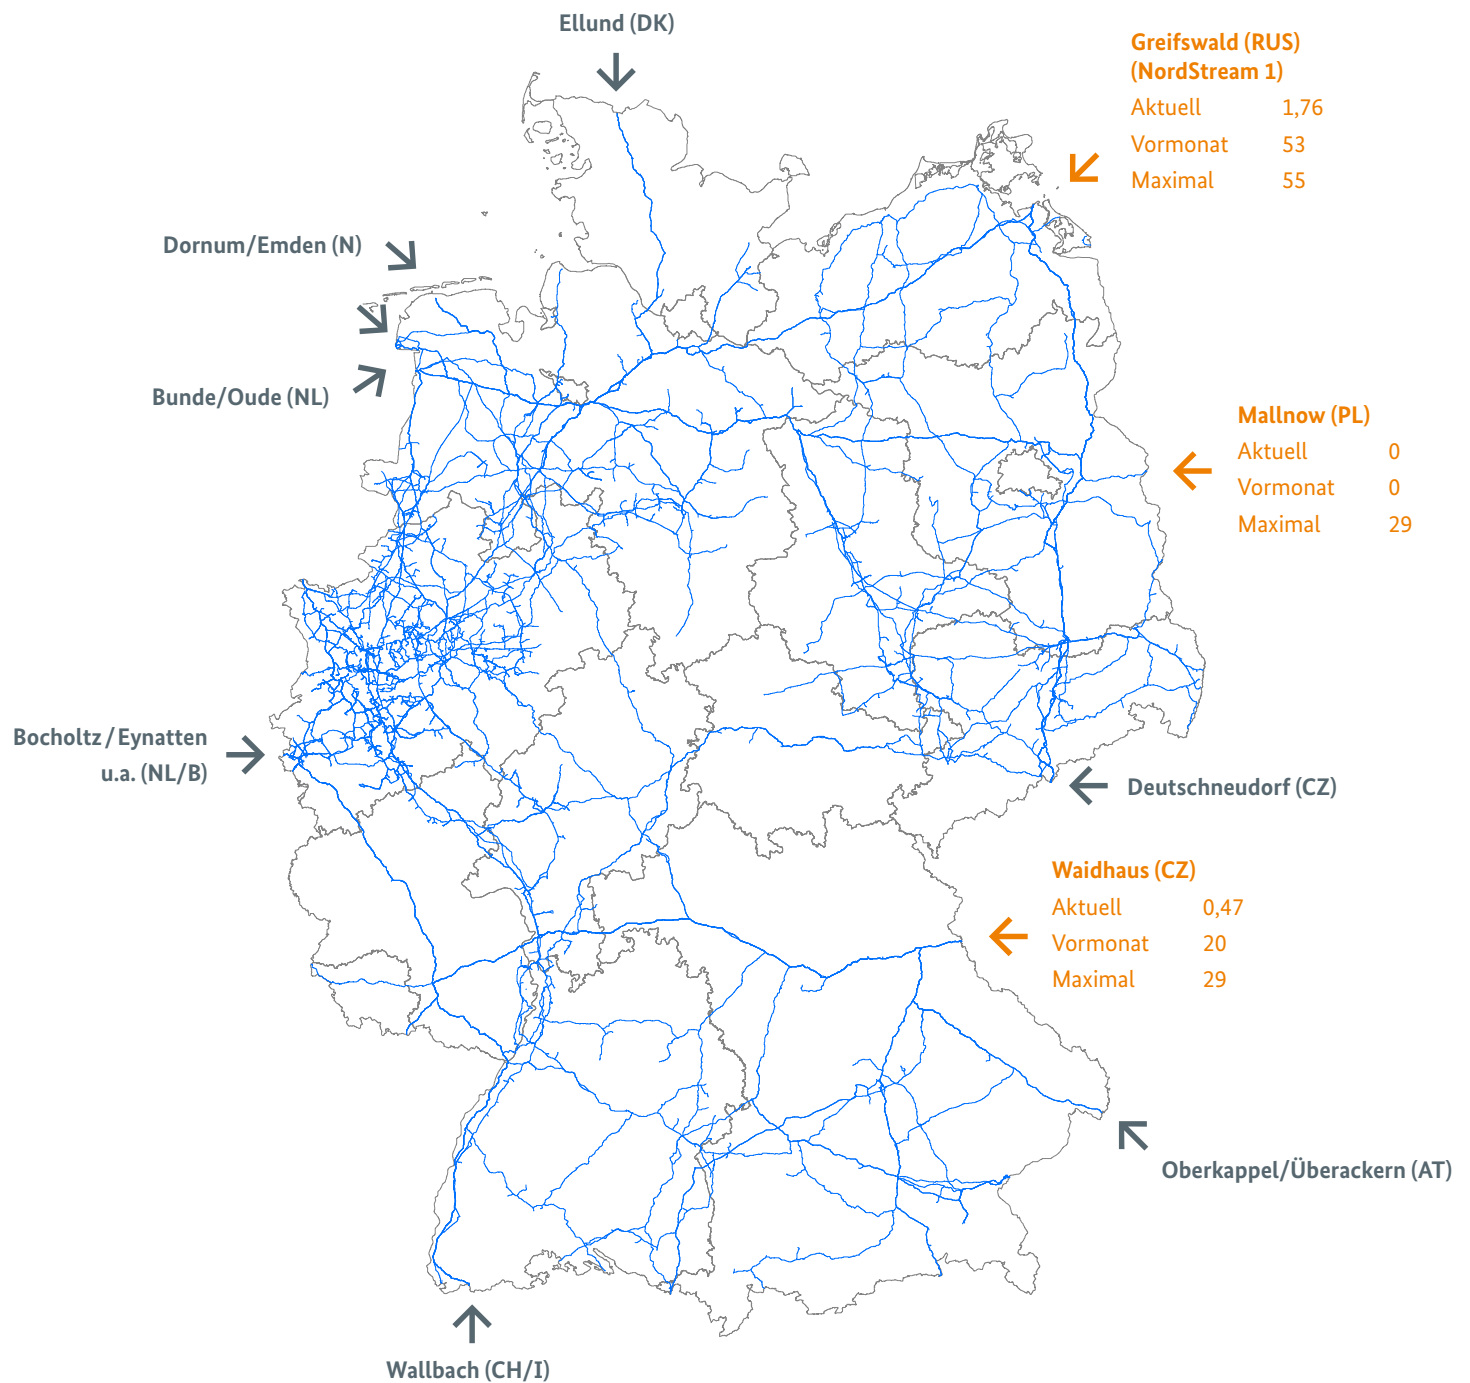 Ellund (DK)
Greifswald (RUS)
(NordStream 1)
Aktuell 1,76
Vormonat 53
Maximal 55
Dornum/Emden (N)
Bunde/Oude (NL)
Mallnow (PL)
Aktuell 0
Vormonat 0
Maximal 29
Bocholtz / Eynatten
u.a. (NL/B)
Deutschneudorf (CZ)
Waidhaus (CZ)
Aktuell 0,47
Vormonat 20
Maximal 29
Oberkappel/Überackern (AT)
Wallbach (CH/I)